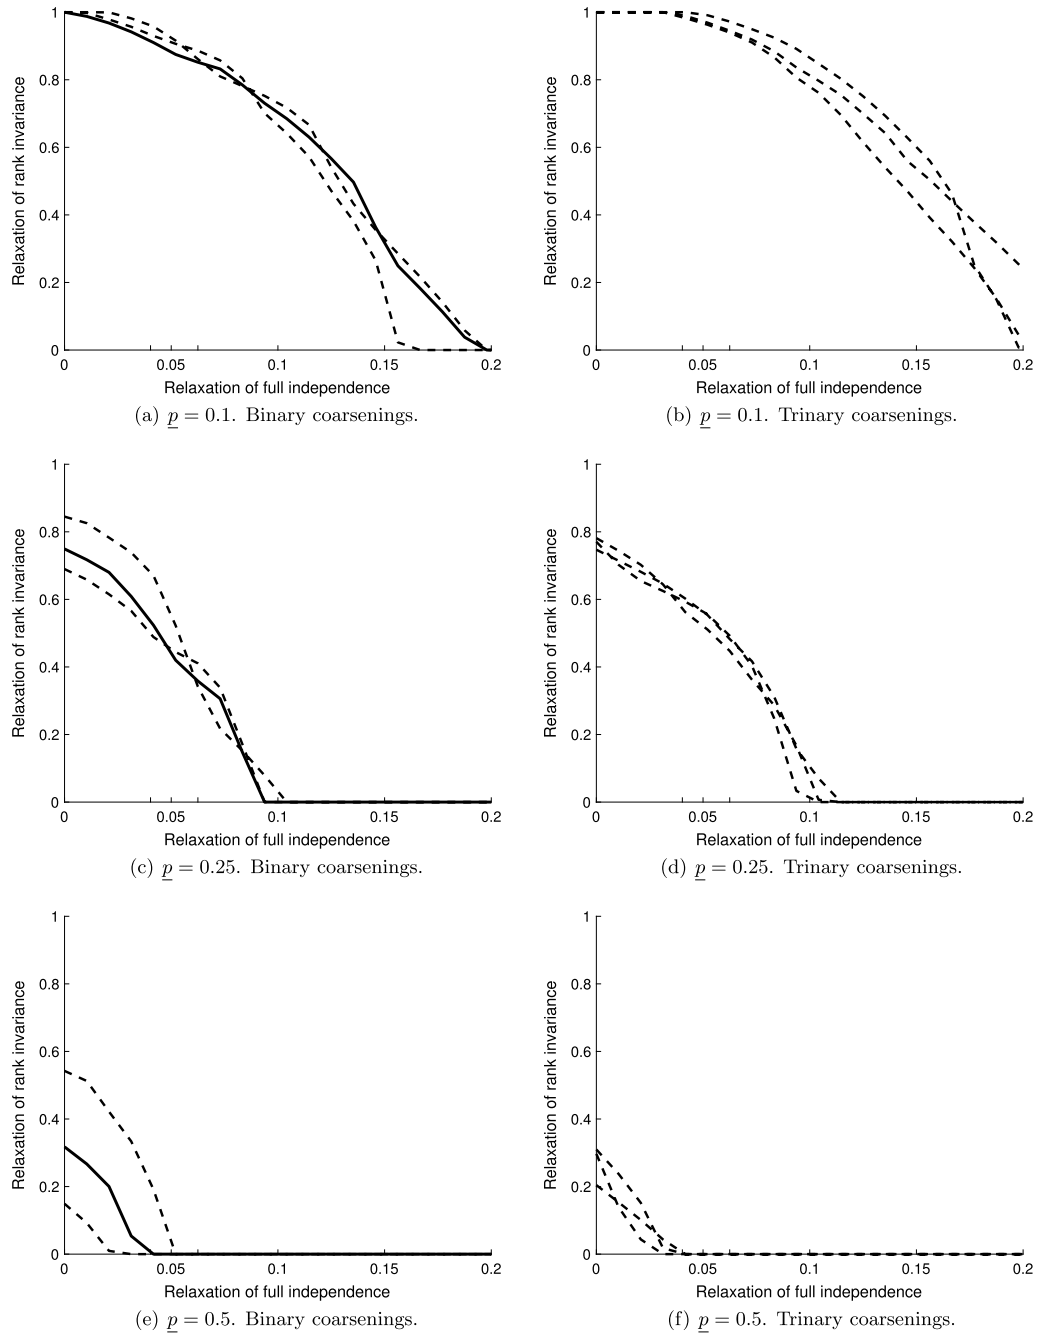 1
0.8
0.6
0.4
0.2
0
Relaxation of rank invariance
0 0.05 0.1 0.15 0.2
Relaxation of full independence
(a) p = 0.1. Binary coarsenings.
1
0.8
0.6
0.4
0.2
0
Relaxation of rank invariance
0 0.05 0.1 0.15 0.2
Relaxation of full independence
(b) p = 0.1. Trinary coarsenings.
1
0.8
0.6
0.4
0.2
0
Relaxation of rank invariance
0 0.05 0.1 0.15 0.2
Relaxation of full independence
(c) p = 0.25. Binary coarsenings.
1
0.8
0.6
0.4
0.2
0
Relaxation of rank invariance
0 0.05 0.1 0.15 0.2
Relaxation of full independence
(d) p = 0.25. Trinary coarsenings.
1
0.8
0.6
0.4
0.2
0
Relaxation of rank invariance
0 0.05 0.1 0.15 0.2
Relaxation of full independence
(e) p = 0.5. Binary coarsenings.
1
0.8
0.6
0.4
0.2
0
Relaxation of rank invariance
0 0.05 0.1 0.15 0.2
Relaxation of full independence
(f) p = 0.5. Trinary coarsenings.